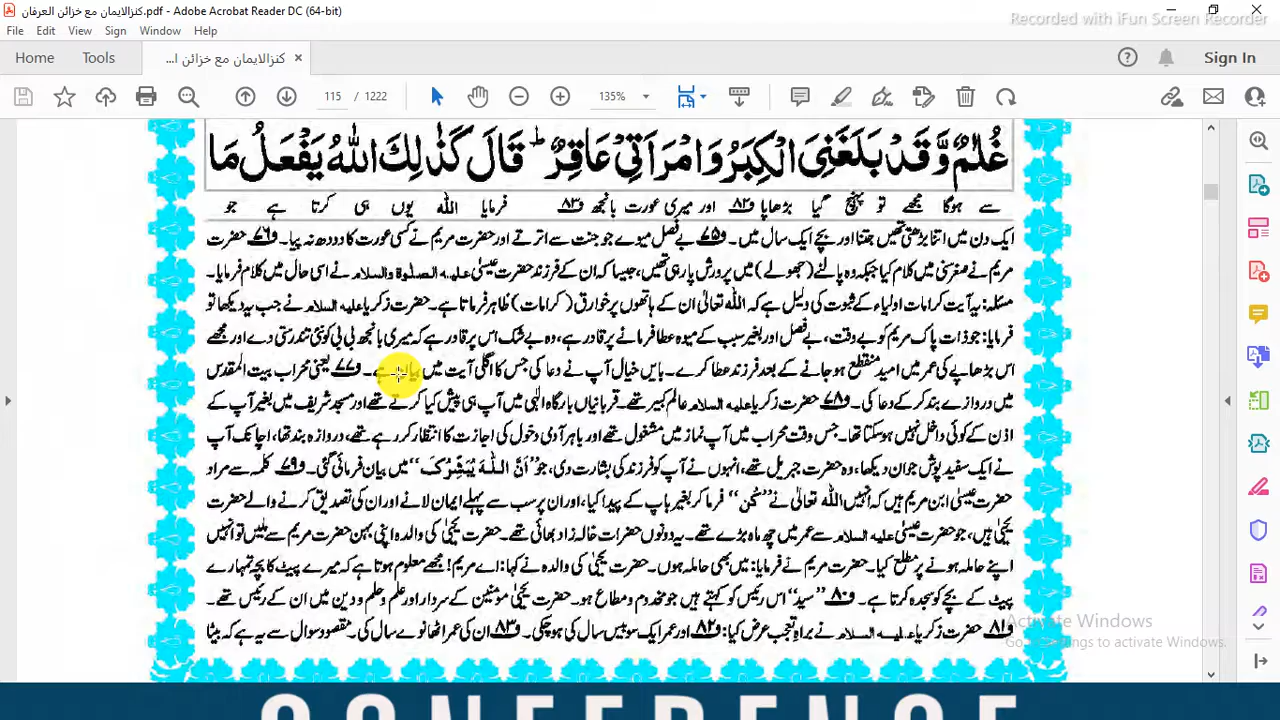 کنزالایمان مع خزائن العرفان.pdf - Adobe Acrobat Reader DC (64-bit)
Recorded with iFun Screen Recorder
File Edit View Sign Window Help
Home Tools کنزالایمان مع خزائن ا... × Sign In
115 / 1222 135%
غُلٰمٌ وَّقَدْ بَلَغَنِیَ الْكِبَرُ وَامْرَاَتِیْ عَاقِرٌ ؕ قَالَ كَذٰلِكَ اللّٰهُ یَفْعَلُ مَا
سے ہوگا مجھے تو پہنچ گیا بڑھاپا و۸۲ اور میری عورت بانجھ و۸۳ فرمایا اللہ یوں ہی کرتا ہے جو
ایک دن میں اتنا بڑھتی تھیں جتنا اور بچے ایک سال میں۔ و۷۵ بے فصل میوے جو جنت سے اترتے اور حضرت مریم نے کسی عورت کا دودھ نہ پیا۔ و۷۶ حضرت
مریم نے صغر سنی میں کلام کیا جبکہ وہ پالنے (جھولے) میں پرورش پا رہی تھیں، جیسا کہ ان کے فرزند حضرت عیسیٰ علیہ الصلوۃ والسلام نے اسی حال میں کلام فرمایا۔
مسئلہ: یہ آیت کرامات اولیاء کے ثبوت کی دلیل ہے کہ اللہ تعالیٰ ان کے ہاتھوں پر خوارق (کرامات) ظاہر فرماتا ہے۔ حضرت زکریا علیہ السلام نے جب یہ دیکھا تو
فرمایا: جو ذات پاک مریم کو بے وقت، بے فصل اور بغیر سبب کے میوہ عطا فرمانے پر قادر ہے، وہ بے شک اس پر قادر ہے کہ میری بانجھ بی بی کو نئی تندرستی دے اور مجھے
اس بڑھاپے کی عمر میں امید منقطع ہو جانے کے بعد فرزند عطا کرے۔ بایں خیال آپ نے دعا کی جس کا اگلی آیت میں بیان ہے۔ و۷۷ یعنی محراب بیت المقدس
میں دروازے بند کر کے دعا کی۔ و۷۸ حضرت زکریا علیہ السلام عالم کبیر تھے۔ قربانیاں بارگاہ الٰہی میں آپ ہی پیش کیا کرتے تھے اور مسجد شریف میں بغیر آپ کے
اذن کے کوئی داخل نہیں ہو سکتا تھا۔ جس وقت محراب میں آپ نماز میں مشغول تھے اور باہر آدمی دخول کی اجازت کا انتظار کر رہے تھے، دروازہ بند تھا، اچانک آپ
نے ایک سفید پوش جوان دیکھا، وہ حضرت جبریل تھے، انہوں نے آپ کو فرزند کی بشارت دی، جو "اَنَّ اللّٰہَ یُبَشِّرُکَ" میں بیان فرمائی گئی۔ و۷۹ کلمہ سے مراد
حضرت عیسیٰ ابن مریم ہیں کہ انہیں اللہ تعالیٰ نے "کُن" فرما کر بغیر باپ کے پیدا کیا، اور ان پر سب سے پہلے ایمان لانے اور ان کی تصدیق کرنے والے حضرت
یحییٰ ہیں، جو حضرت عیسیٰ علیہ السلام سے عمر میں چھ ماہ بڑے تھے۔ یہ دونوں حضرات خالہ زاد بھائی تھے۔ حضرت یحییٰ کی والدہ اپنی بہن حضرت مریم سے ملیں تو انہیں
اپنے حاملہ ہونے پر مطلع کیا۔ حضرت مریم نے فرمایا: میں بھی حاملہ ہوں۔ حضرت یحییٰ کی والدہ نے کہا: اے مریم! مجھے معلوم ہوتا ہے کہ میرے پیٹ کا بچہ تمہارے
پیٹ کے بچے کو سجدہ کرتا ہے۔ و۸۰ "سید" اس رئیس کو کہتے ہیں جو مخدوم و مطاع ہو۔ حضرت یحییٰ مومنین کے سردار اور علم و حلم و دین میں ان کے رئیس تھے۔
و۸۱ حضرت زکریا علیہ السلام نے براہ تعجب عرض کیا: و۸۲ اور عمر ایک سو بیس سال کی ہو چکی۔ و۸۳ ان کی عمر اٹھانوے سال کی۔ مقصود سوال سے یہ ہے کہ بیٹا
Activate Windows
Go to Settings to activate Windows.
CONFERENCE